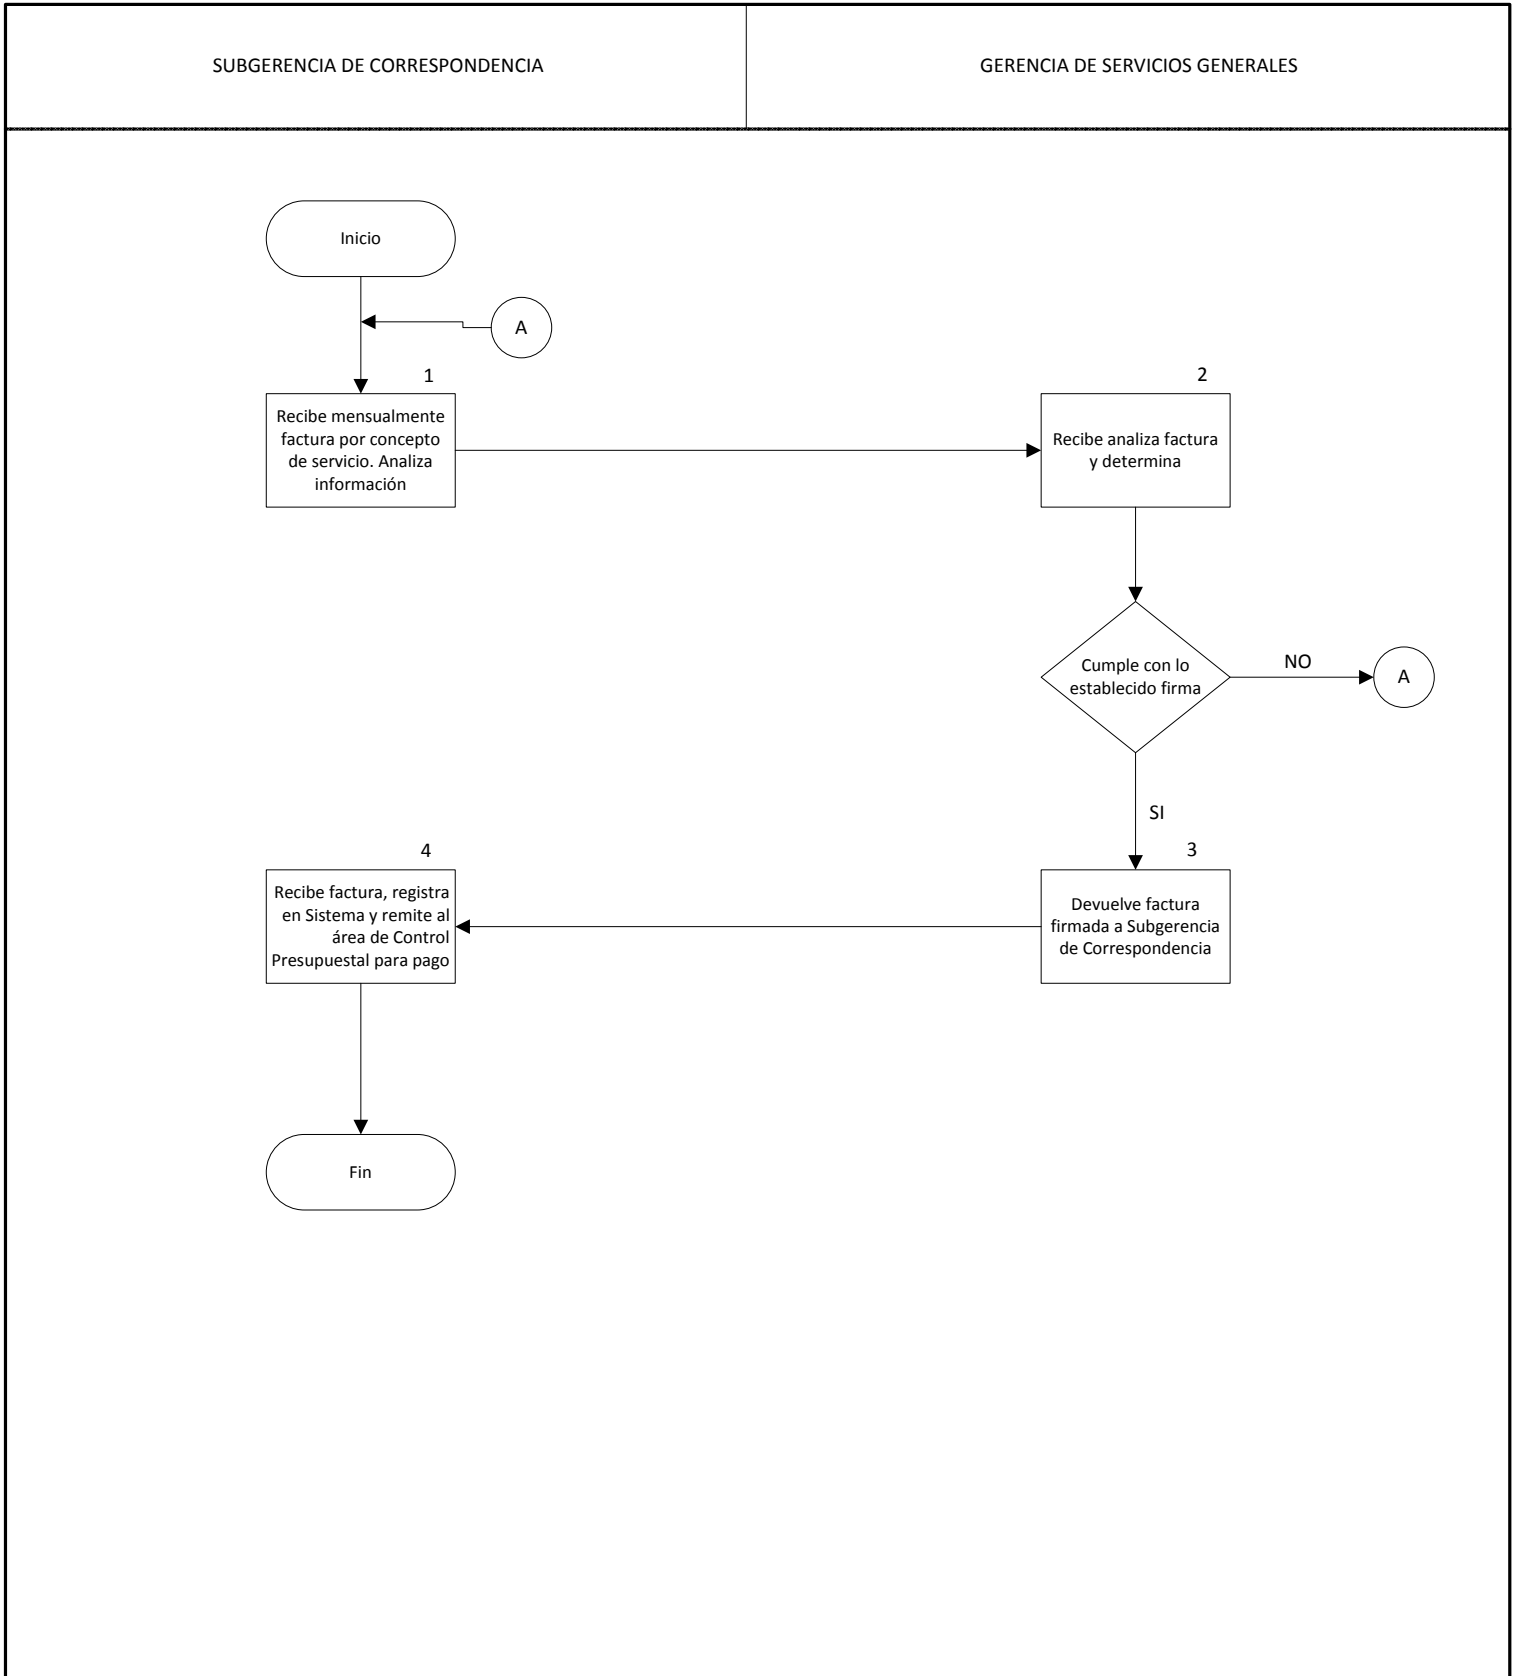 SUBGERENCIA DE CORRESPONDENCIA
GERENCIA DE SERVICIOS GENERALES
Inicio
A
1
Recibe mensualmente
factura por concepto
de servicio. Analiza
información
2
Recibe analiza factura
y determina
Cumple con lo
establecido firma
NO
A
SI
3
Devuelve factura
firmada a Subgerencia
de Correspondencia
4
Recibe factura, registra
en Sistema y remite al
área de Control
Presupuestal para pago
Fin